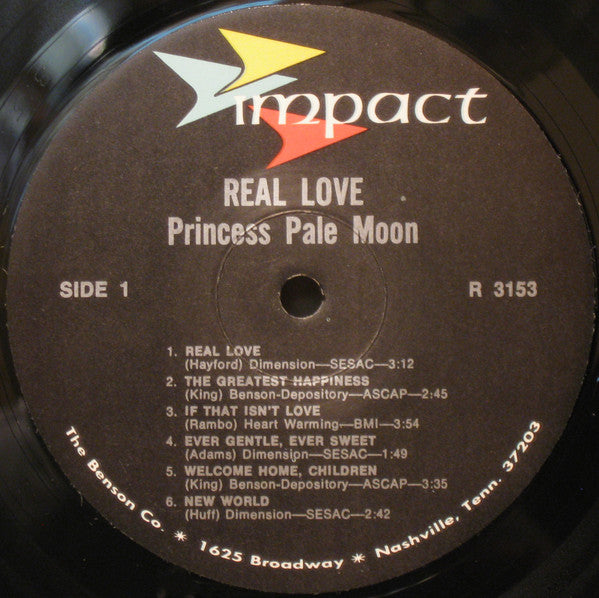 impact
REAL LOVE
Princess Pale Moon
SIDE 1
R 3153
1. REAL LOVE
(Hayford) Dimension—SESAC—3:12
2. THE GREATEST HAPPINESS
(King) Benson-Depository—ASCAP—2:45
3. IF THAT ISN'T LOVE
(Rambo) Heart Warming—BMI—3:54
4. EVER GENTLE, EVER SWEET
(Adams) Dimension—SESAC—1:49
5. WELCOME HOME, CHILDREN
(King) Benson-Depository—ASCAP—3:35
6. NEW WORLD
(Huff) Dimension—SESAC—2:42
The Benson Co. * 1625 Broadway * Nashville, Tenn. 37203